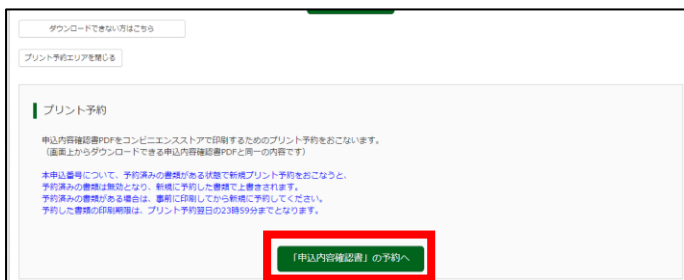 ダウンロードできない方はこちら
プリント予約エリアを閉じる
プリント予約
申込内容確認書PDFをコンビニエンスストアで印刷するためのプリント予約をおこないます。
（画面上からダウンロードできる申込内容確認書PDFと同一の内容です）
本申込番号について、予約済みの書類がある状態で新規プリント予約をおこなうと、
予約済みの書類は無効となり、新規に予約した書類で上書きされます。
予約済みの書類がある場合は、事前に印刷してから新規に予約してください。
予約した書類の印刷期限は、プリント予約翌日の23時59分までとなります。
「申込内容確認書」の予約へ